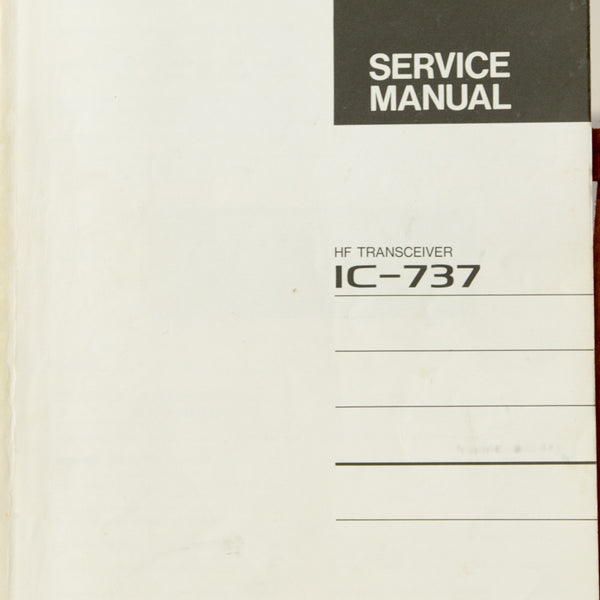 SERVICE
MANUAL
HF TRANSCEIVER
IC-737